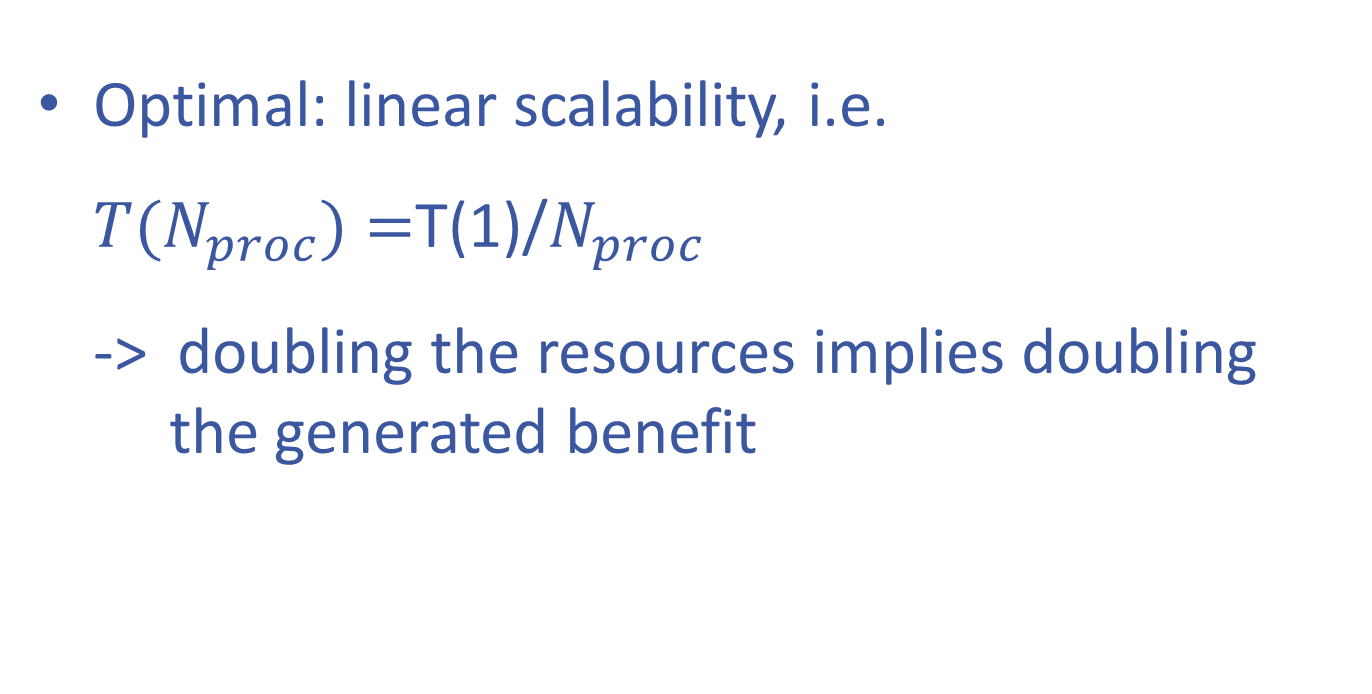 • Optimal: linear scalability, i.e.
T(N_proc) =T(1)/N_proc
-> doubling the resources implies doubling
the generated benefit